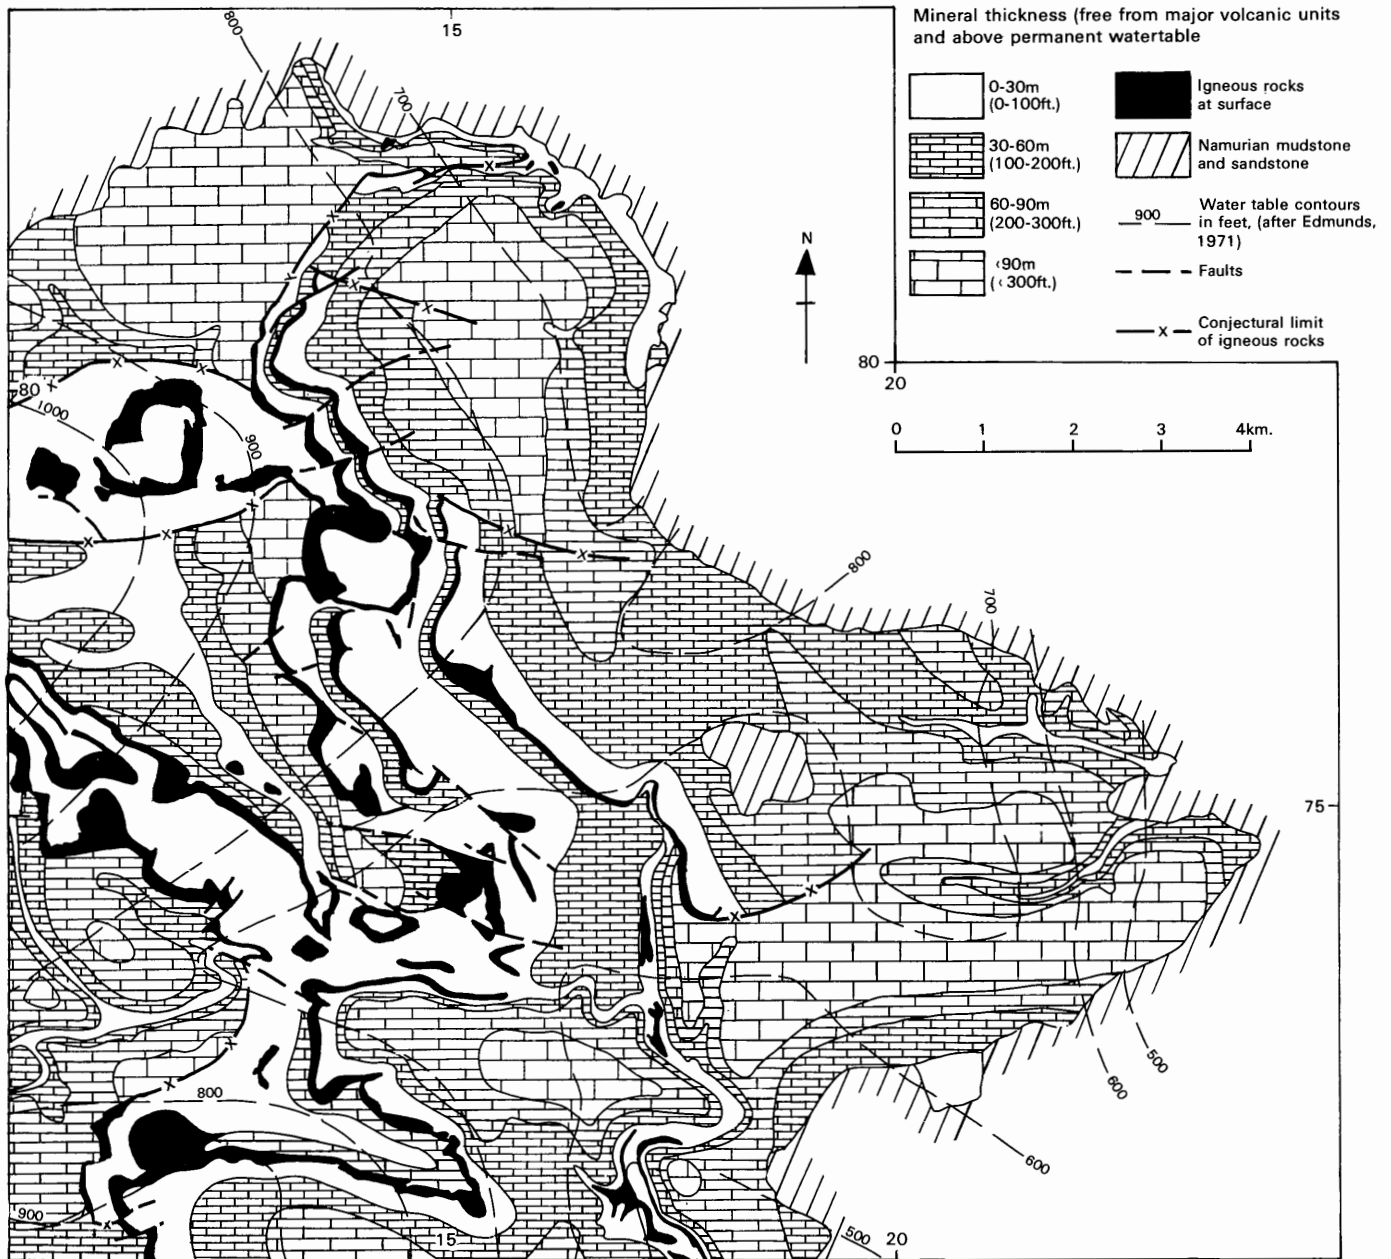 Mineral thickness (free from major volcanic units
and above permanent watertable
0-30m
(0-100ft.)
Igneous rocks
at surface
30-60m
(100-200ft.)
Namurian mudstone
and sandstone
60-90m
(200-300ft.)
900
Water table contours
in feet, (after Edmunds,
1971)
‹90m
(‹300ft.)
Faults
x
Conjectural limit
of igneous rocks
N
0 1 2 3 4km.
800
15
700
80
20
80
1000
900
800
700
75
800
500
600
600
900
15
500
20